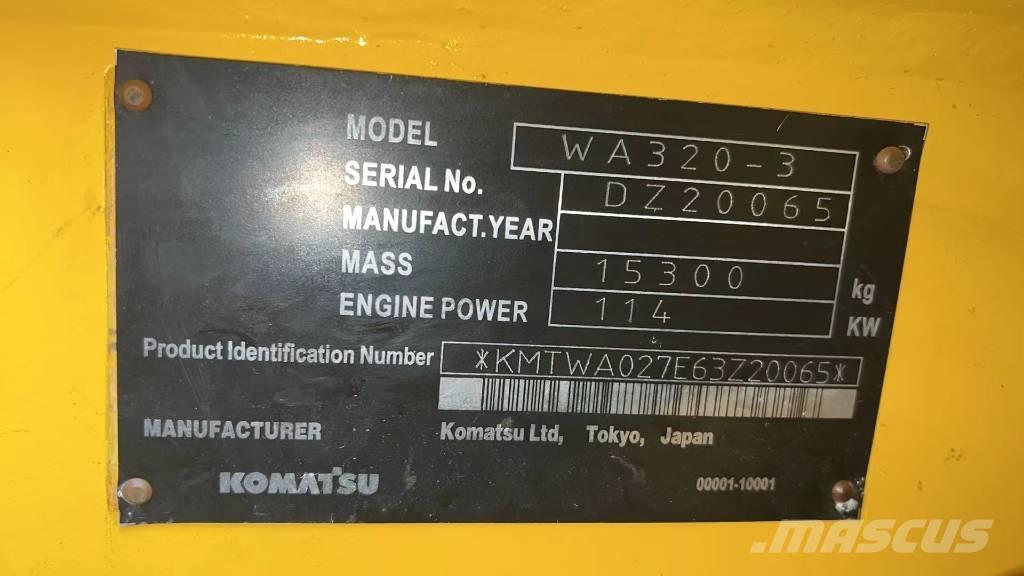 MODEL WA320-3
SERIAL No. DZ20065
MANUFACT.YEAR
MASS 15300 kg
ENGINE POWER 114 KW
Product Identification Number *KMTWA027E63Z20065*
MANUFACTURER Komatsu Ltd, Tokyo, Japan
KOMATSU 00001-10001
.MASCUS